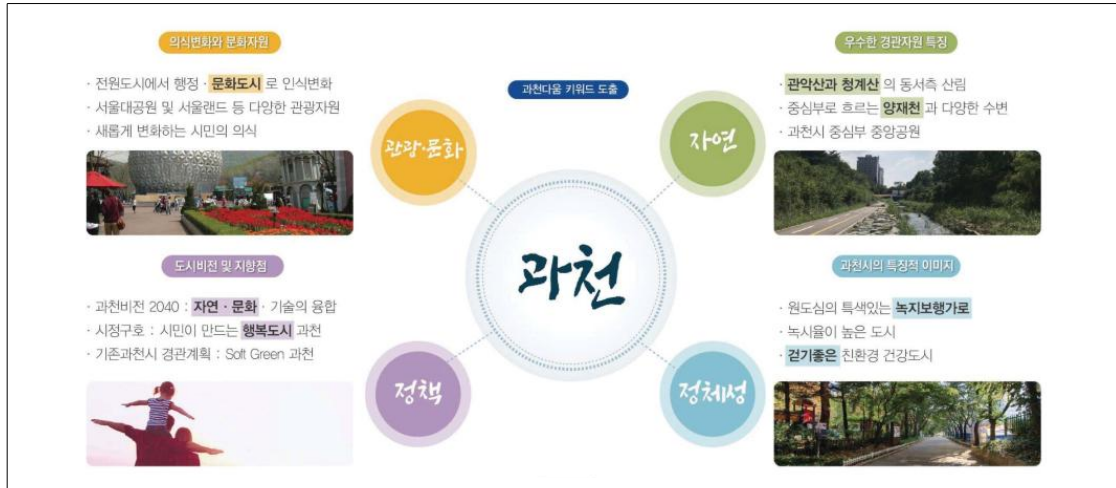 의식변화와 문화자원
· 전원도시에서 행정 · 문화도시 로 인식변화
· 서울대공원 및 서울랜드 등 다양한 관광자원
· 새롭게 변화하는 시민의 의식
과천다움 키워드 도출
우수한 경관자원 특징
· 관악산과 청계산 의 동서측 산림
· 중심부로 흐르는 양재천 과 다양한 수변
· 과천시 중심부 중앙공원
관광·문화
자연
과천
도시비전 및 지향점
· 과천비전 2040 : 자연 · 문화 · 기술의 융합
· 시정구호 : 시민이 만드는 행복도시 과천
· 기존과천시 경관계획 : Soft Green 과천
정책
정체성
과천시의 특징적 이미지
· 원도심의 특색있는 녹지보행가로
· 녹시율이 높은 도시
· 걷기좋은 친환경 건강도시